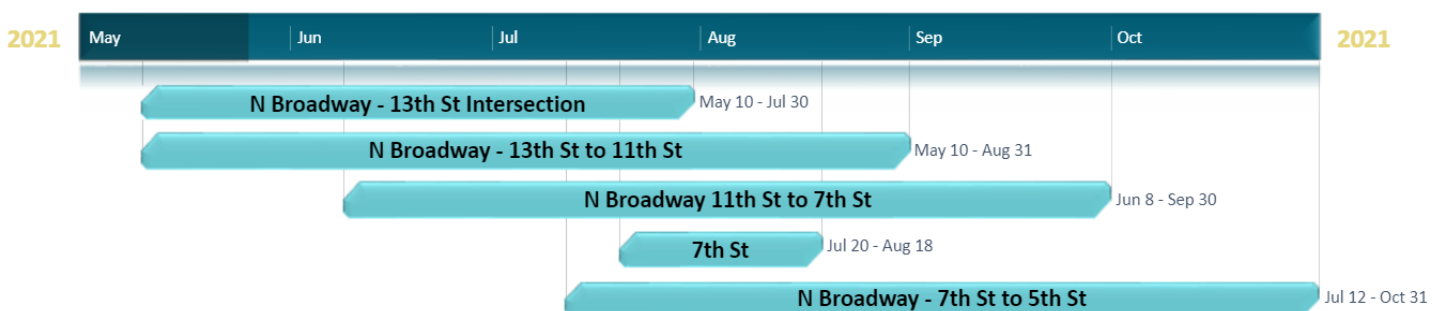 2021 May Jun Jul Aug Sep Oct 2021
N Broadway - 13th St Intersection May 10 - Jul 30
N Broadway - 13th St to 11th St May 10 - Aug 31
N Broadway 11th St to 7th St Jun 8 - Sep 30
7th St Jul 20 - Aug 18
N Broadway - 7th St to 5th St Jul 12 - Oct 31